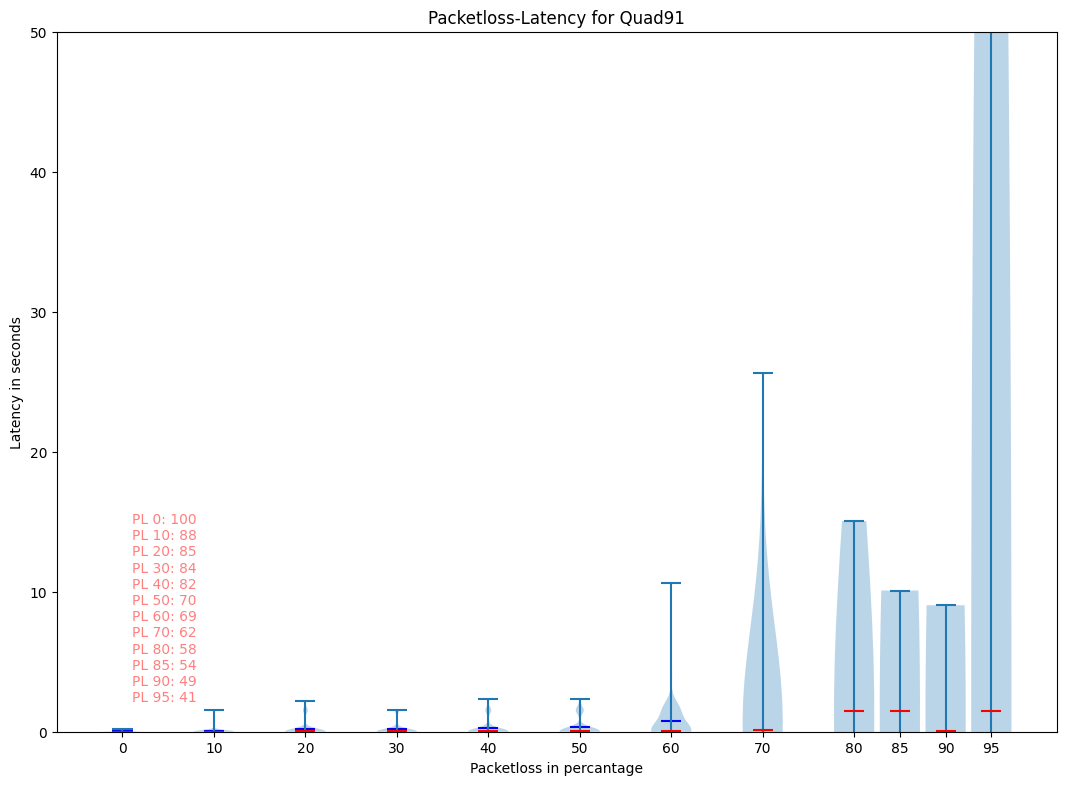 Packetloss-Latency for Quad91
Latency in seconds
50
40
30
20
10
0
PL 0: 100
PL 10: 88
PL 20: 85
PL 30: 84
PL 40: 82
PL 50: 70
PL 60: 69
PL 70: 62
PL 80: 58
PL 85: 54
PL 90: 49
PL 95: 41
0 10 20 30 40 50 60 70 80 85 90 95
Packetloss in percantage